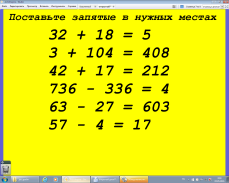 Поставьте запятые в нужных местах
32 + 18 = 5
3 + 104 = 408
42 + 17 = 212
736 - 336 = 4
63 - 27 = 603
57 - 4 = 17